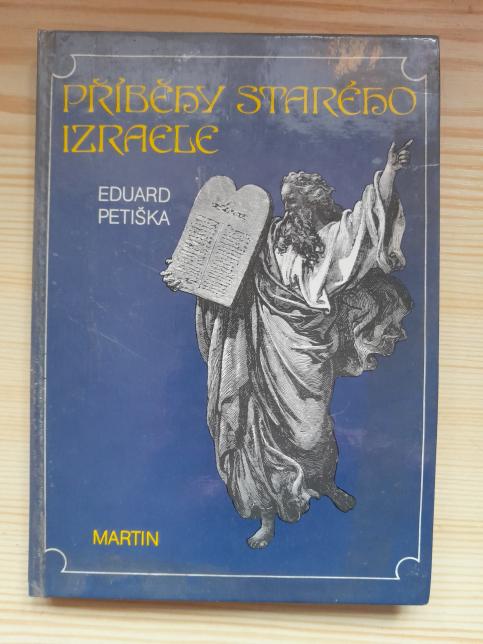 PŘÍBĚHY STARÉHO
IZRAELE
EDUARD
PETIŠKA
MARTIN